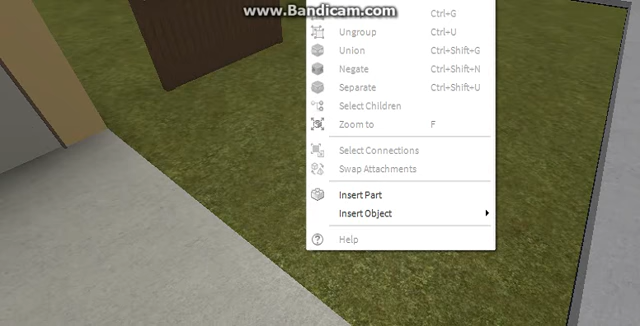 www.Bandicam.com
Ctrl+G
Ungroup Ctrl+U
Union Ctrl+Shift+G
Negate Ctrl+Shift+N
Separate Ctrl+Shift+U
Select Children
Zoom to F
Select Connections
Swap Attachments
Insert Part
Insert Object
Help